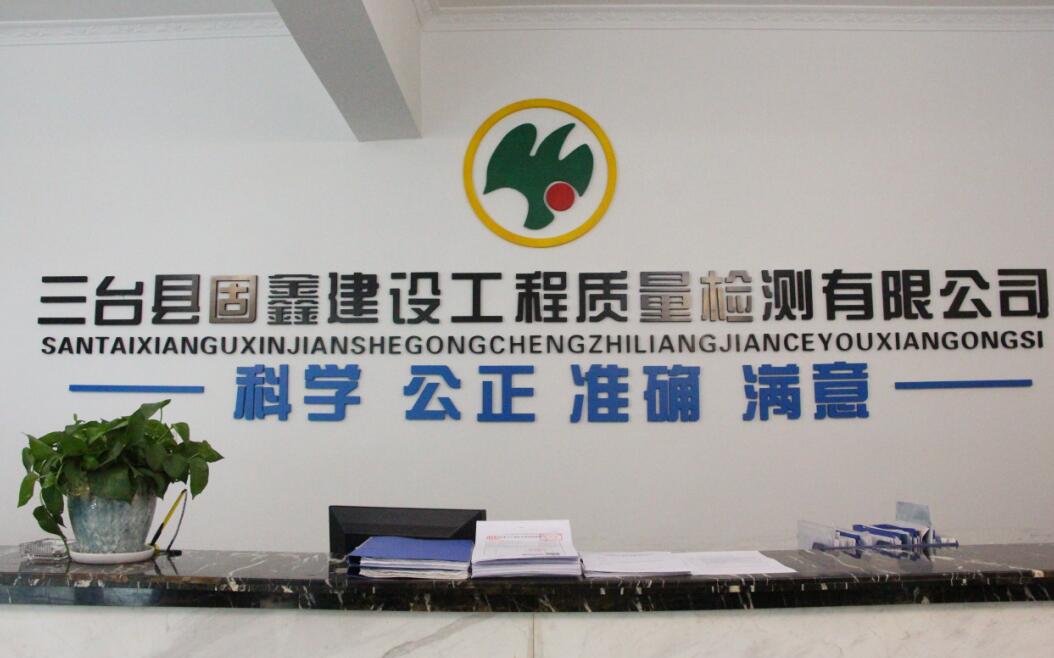 三台县固鑫建设工程质量检测有限公司
SANTAIXIANGUXINJIANSHEGONGCHENGZHILIANGJIANCEYOUXIANGONGSI
科学 公正 准确 满意